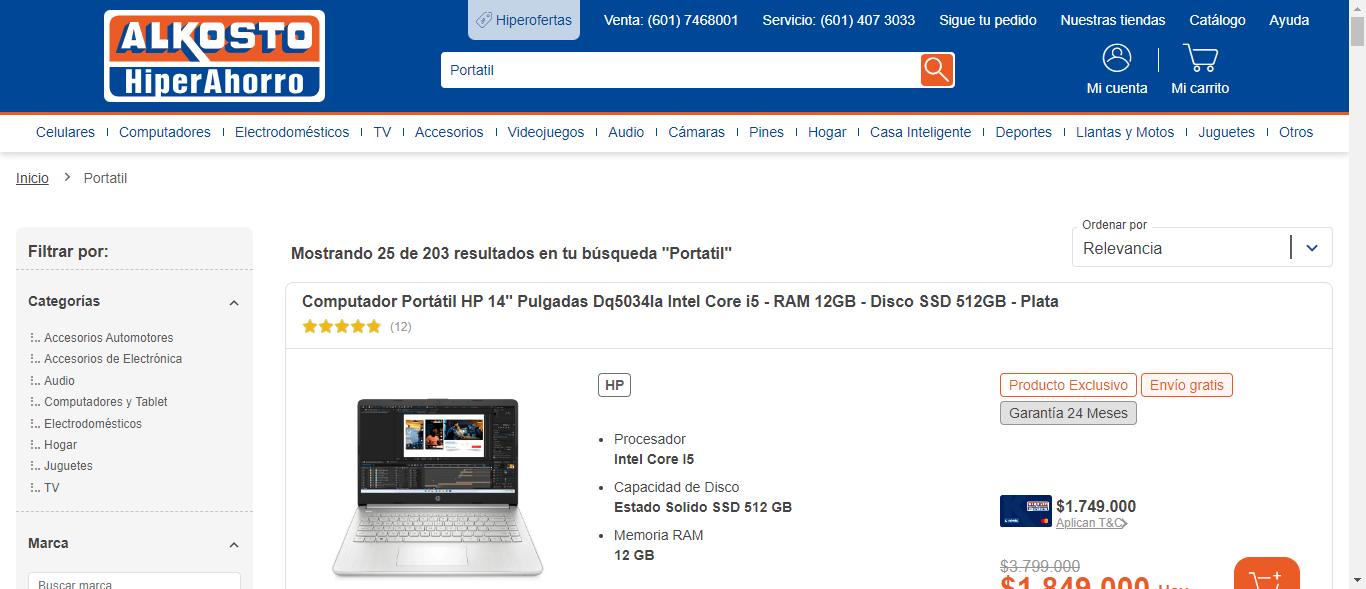 ALKOSTO
HiperAhorro
Hiperofertas
Venta: (601) 7468001
Servicio: (601) 407 3033
Sigue tu pedido
Nuestras tiendas
Catálogo
Ayuda
Portatil
Mi cuenta
Mi carrito
Celulares
Computadores
Electrodomésticos
TV
Accesorios
Videojuegos
Audio
Cámaras
Pines
Hogar
Casa Inteligente
Deportes
Llantas y Motos
Juguetes
Otros
Inicio
Portatil
Filtrar por:
Categorías
Accesorios Automotores
Accesorios de Electrónica
Audio
Computadores y Tablet
Electrodomésticos
Hogar
Juguetes
TV
Marca
Buscar marca
Mostrando 25 de 203 resultados en tu búsqueda "Portatil"
Ordenar por
Relevancia
Computador Portátil HP 14" Pulgadas Dq5034la Intel Core i5 - RAM 12GB - Disco SSD 512GB - Plata
(12)
HP
Procesador
Intel Core I5
Capacidad de Disco
Estado Solido SSD 512 GB
Memoria RAM
12 GB
Producto Exclusivo
Envío gratis
Garantía 24 Meses
$1.749.000
Aplican T&C
$3.799.000
$1.849.000 Hoy